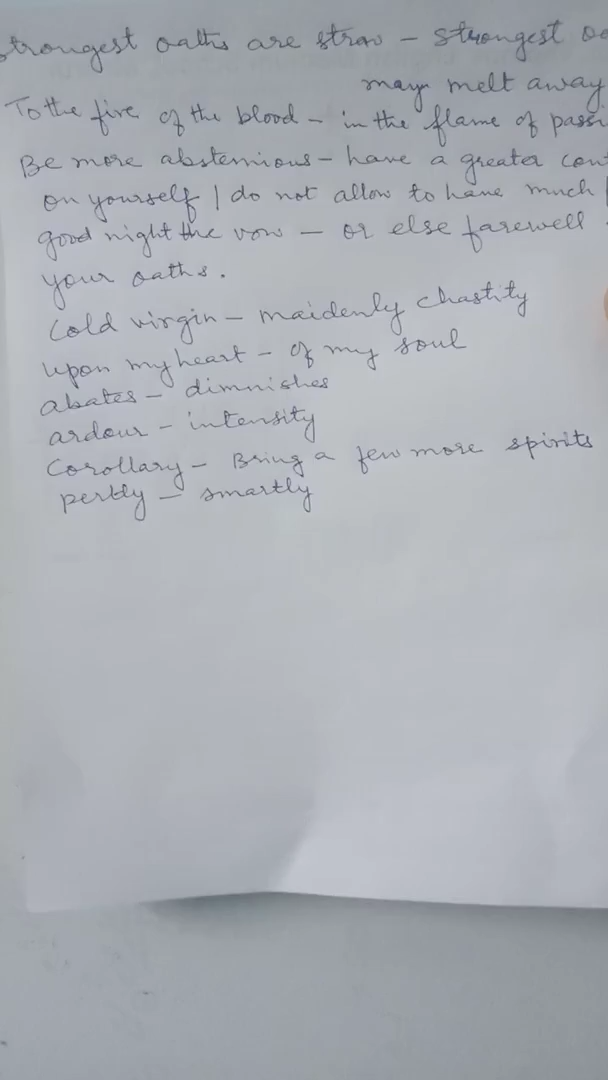 strongest oaths are straw - strongest
may melt away
To the fire of the blood - in the flame of
Be more abstemious - have a greater
on yourself / do not allow to have much
good night the vow - or else farewell
your oaths.
Cold virgin - maidenly chastity
upon my heart - of my soul
abates - diminishes
ardour - intensity
Corollary - Bring a few more spirits
pertly - smartly